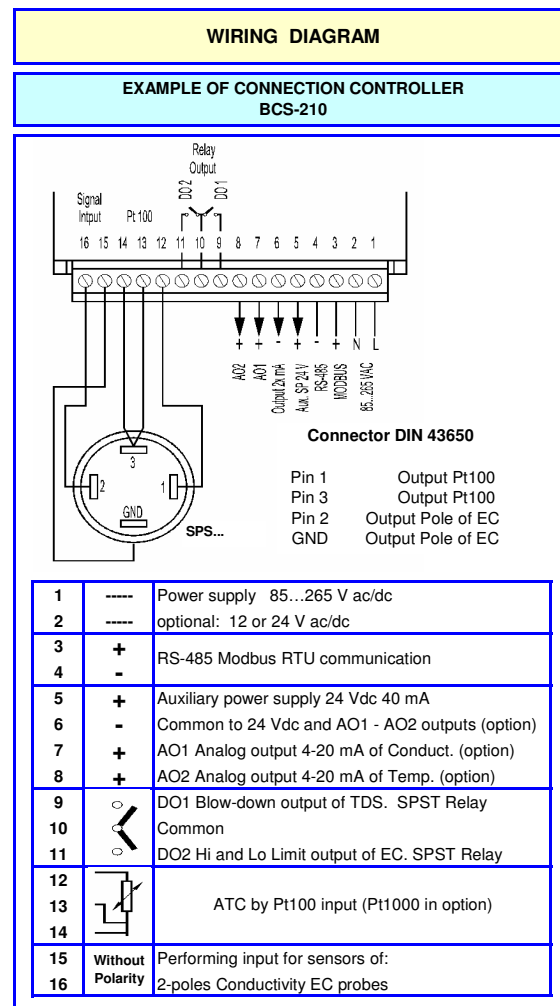 WIRING DIAGRAM
EXAMPLE OF CONNECTION CONTROLLER
BCS-210
Relay
Output
DO 2
DO 1
Signal
Intput
Pt 100
16 15 14 13 12 11 10 9 8 7 6 5 4 3 2 1
+ + - + - + N L
AO2
AO1
Output 2x mA
Aux. SP 24 V
RS-485
MODBUS
85...265 VAC
Connector DIN 43650
3
2
1
GND
SPS...
Pin 1 Output Pt100
Pin 3 Output Pt100
Pin 2 Output Pole of EC
GND Output Pole of EC
1 ----- Power supply 85…265 V ac/dc
2 ----- optional: 12 or 24 V ac/dc
3 +
RS-485 Modbus RTU communication
4 -
5 + Auxiliary power supply 24 Vdc 40 mA
6 - Common to 24 Vdc and AO1 - AO2 outputs (option)
7 + AO1 Analog output 4-20 mA of Conduct. (option)
8 + AO2 Analog output 4-20 mA of Temp. (option)
9 DO1 Blow-down output of TDS. SPST Relay
10 Common
11 DO2 Hi and Lo Limit output of EC. SPST Relay
12
13 ATC by Pt100 input (Pt1000 in option)
14
15 Without Performing input for sensors of:
16 Polarity 2-poles Conductivity EC probes